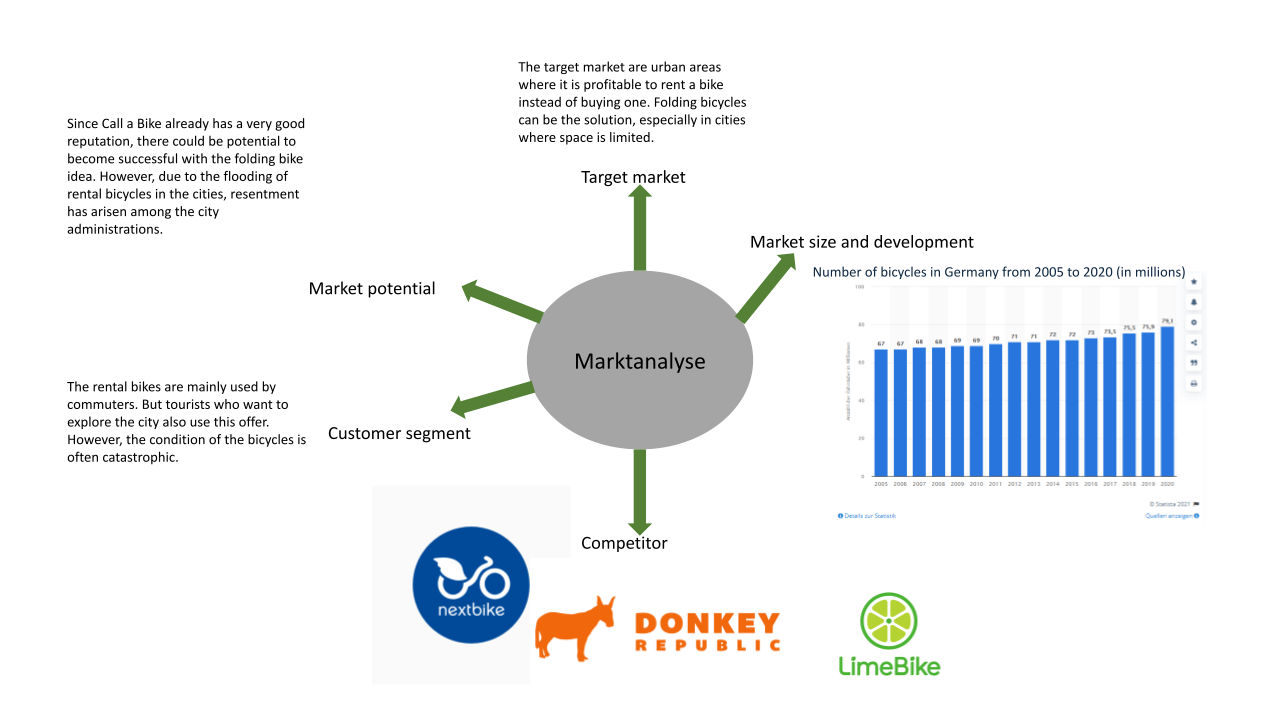 The target market are urban areas
where it is profitable to rent a bike
instead of buying one. Folding bicycles
can be the solution, especially in cities
where space is limited.
Since Call a Bike already has a very good
reputation, there could be potential to
become successful with the folding bike
idea. However, due to the flooding of
rental bicycles in the cities, resentment
has arisen among the city
administrations.
Target market
Market size and development
Number of bicycles in Germany from 2005 to 2020 (in millions)
Market potential
Marktanalyse
Anzahl der Fahrräder in Millionen
100
80
60
40
20
0
67 67 68 68 69 69 70 71 71 72 72 73 73,5 75,5 75,9 79,1
2005 2006 2007 2008 2009 2010 2011 2012 2013 2014 2015 2016 2017 2018 2019 2020
© Statista 2021
Details zur Statistik
Quellen anzeigen
The rental bikes are mainly used by
commuters. But tourists who want to
explore the city also use this offer.
However, the condition of the bicycles is
often catastrophic.
Customer segment
Competitor
nextbike
DONKEY
REPUBLIC
LimeBike